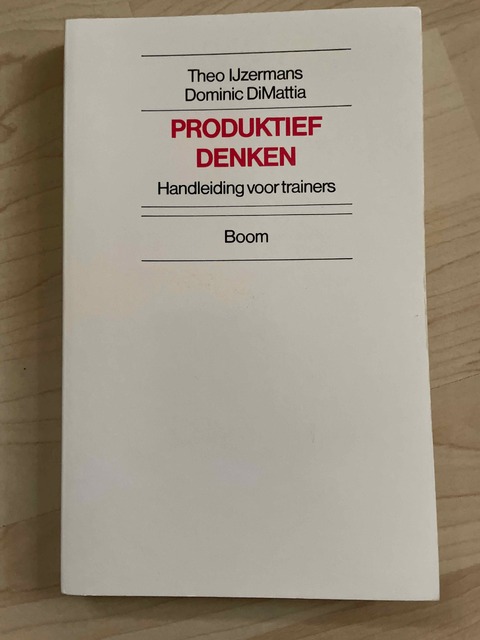 Theo IJzermans
Dominic DiMattia
PRODUKTIEF
DENKEN
Handleiding voor trainers
Boom